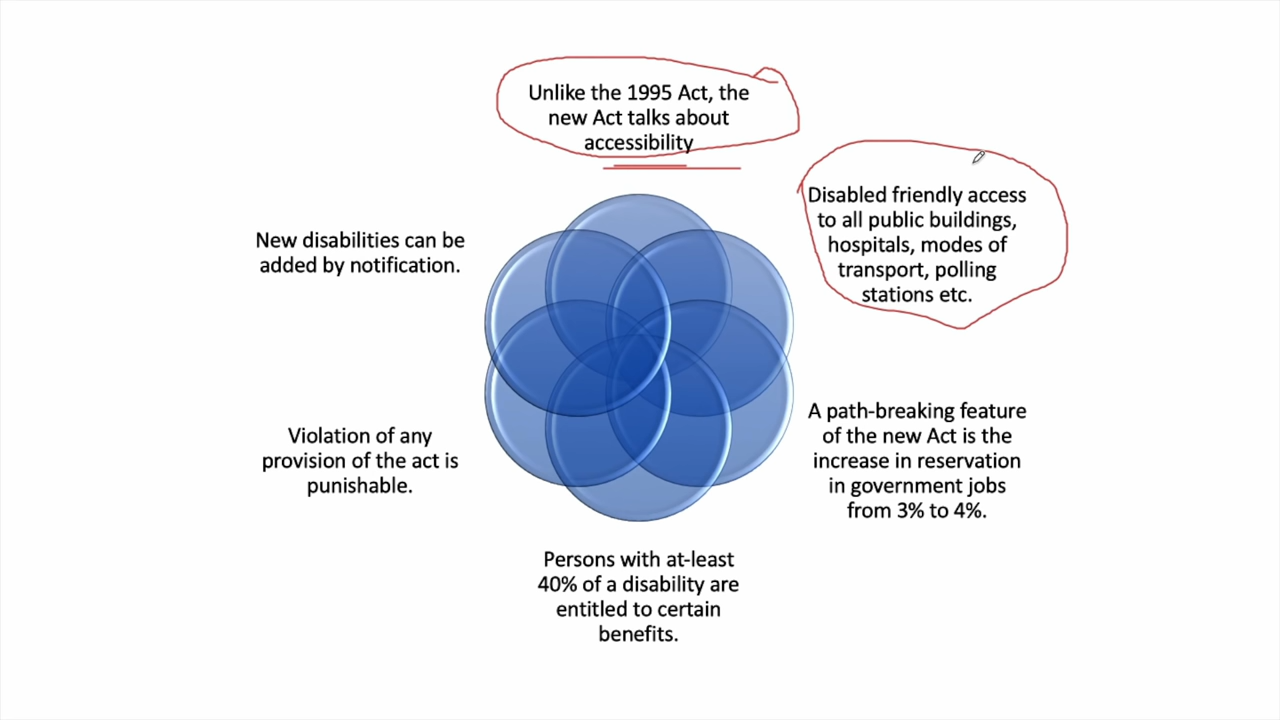 Unlike the 1995 Act, the
new Act talks about
accessibility
Disabled friendly access
to all public buildings,
hospitals, modes of
transport, polling
stations etc.
A path-breaking feature
of the new Act is the
increase in reservation
in government jobs
from 3% to 4%.
Persons with at-least
40% of a disability are
entitled to certain
benefits.
Violation of any
provision of the act is
punishable.
New disabilities can be
added by notification.